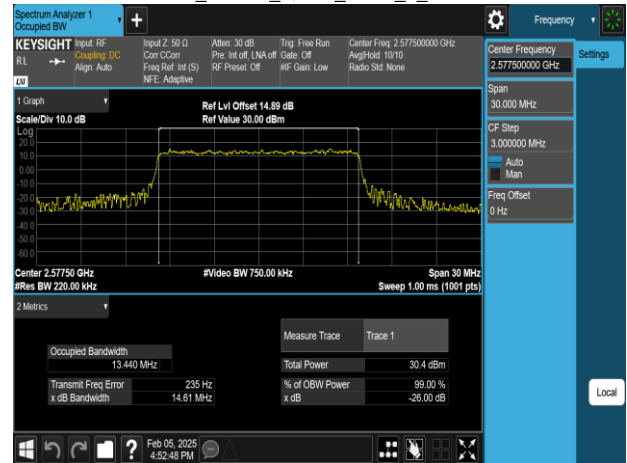 Spectrum Analyzer 1
Occupied BW
Frequency
KEYSIGHT
RL
LXI
Input: RF
Coupling: DC
Align: Auto
Input Z: 50 Ω
Corr CCorr
Freq Ref: Int (S)
NFE: Adaptive
Atten: 30 dB
Pre: Int off, LNA off
RF Presel: Off
Trig: Free Run
Gate: Off
#IF Gain: Low
Center Freq: 2.577500000 GHz
Avg|Hold: 10/10
Radio Std: None
Center Frequency
2.577500000 GHz
Settings
Span
30.000 MHz
CF Step
3.000000 MHz
Auto
Man
Freq Offset
0 Hz
1 Graph
Scale/Div 10.0 dB
Ref Lvl Offset 14.89 dB
Ref Value 30.00 dBm
Log
20.0
10.0
0.00
-10.0
-20.0
-30.0
-40.0
-50.0
-60.0
Center 2.57750 GHz
#Res BW 220.00 kHz
#Video BW 750.00 kHz
Span 30 MHz
Sweep 1.00 ms (1001 pts)
2 Metrics
Measure Trace Trace 1
Occupied Bandwidth
13.440 MHz
Total Power 30.4 dBm
Transmit Freq Error 235 Hz
% of OBW Power 99.00 %
x dB Bandwidth 14.61 MHz
x dB -26.00 dB
Local
?
Feb 05, 2025
4:52:48 PM